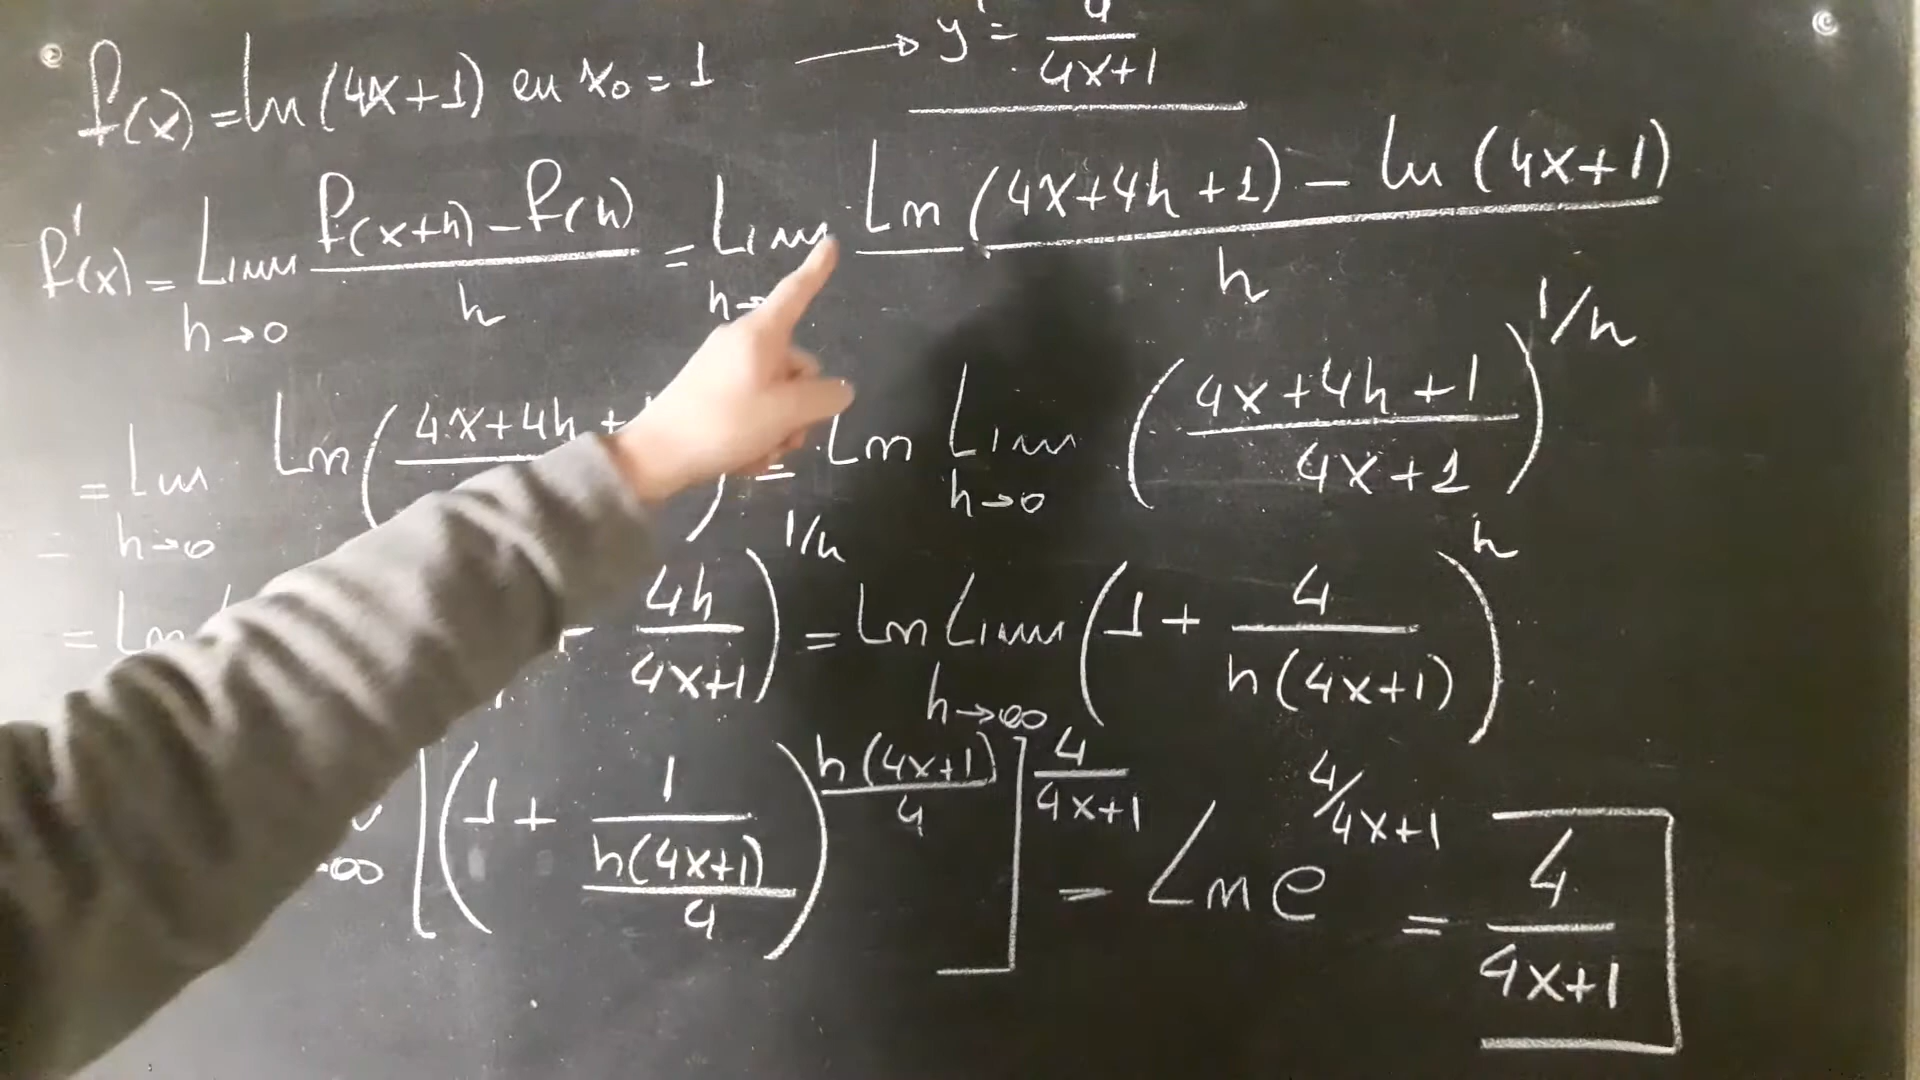 f(x) = ln(4x+1) en x₀ = 1 → y' = 4/(4x+1)
f'(x) = Lim h→0 (f(x+h) - f(h))/h = Lim h→ (Ln(4x+4h+1) - ln(4x+1))/h
= Lim h→0 Ln((4x+4h+ ) = Ln Lim h→0 ((4x+4h+1)/(4x+1))^(1/h)
= Ln 4h/(4x+1))^(1/h) = Ln Lim h→∞ (1 + 4/(h(4x+1)))^h
∞ [(1 + 1/(h(4x+1)/4))^(h(4x+1)/4)]^(4/(4x+1)) = Ln e^(4/4x+1) = 4/(4x+1)